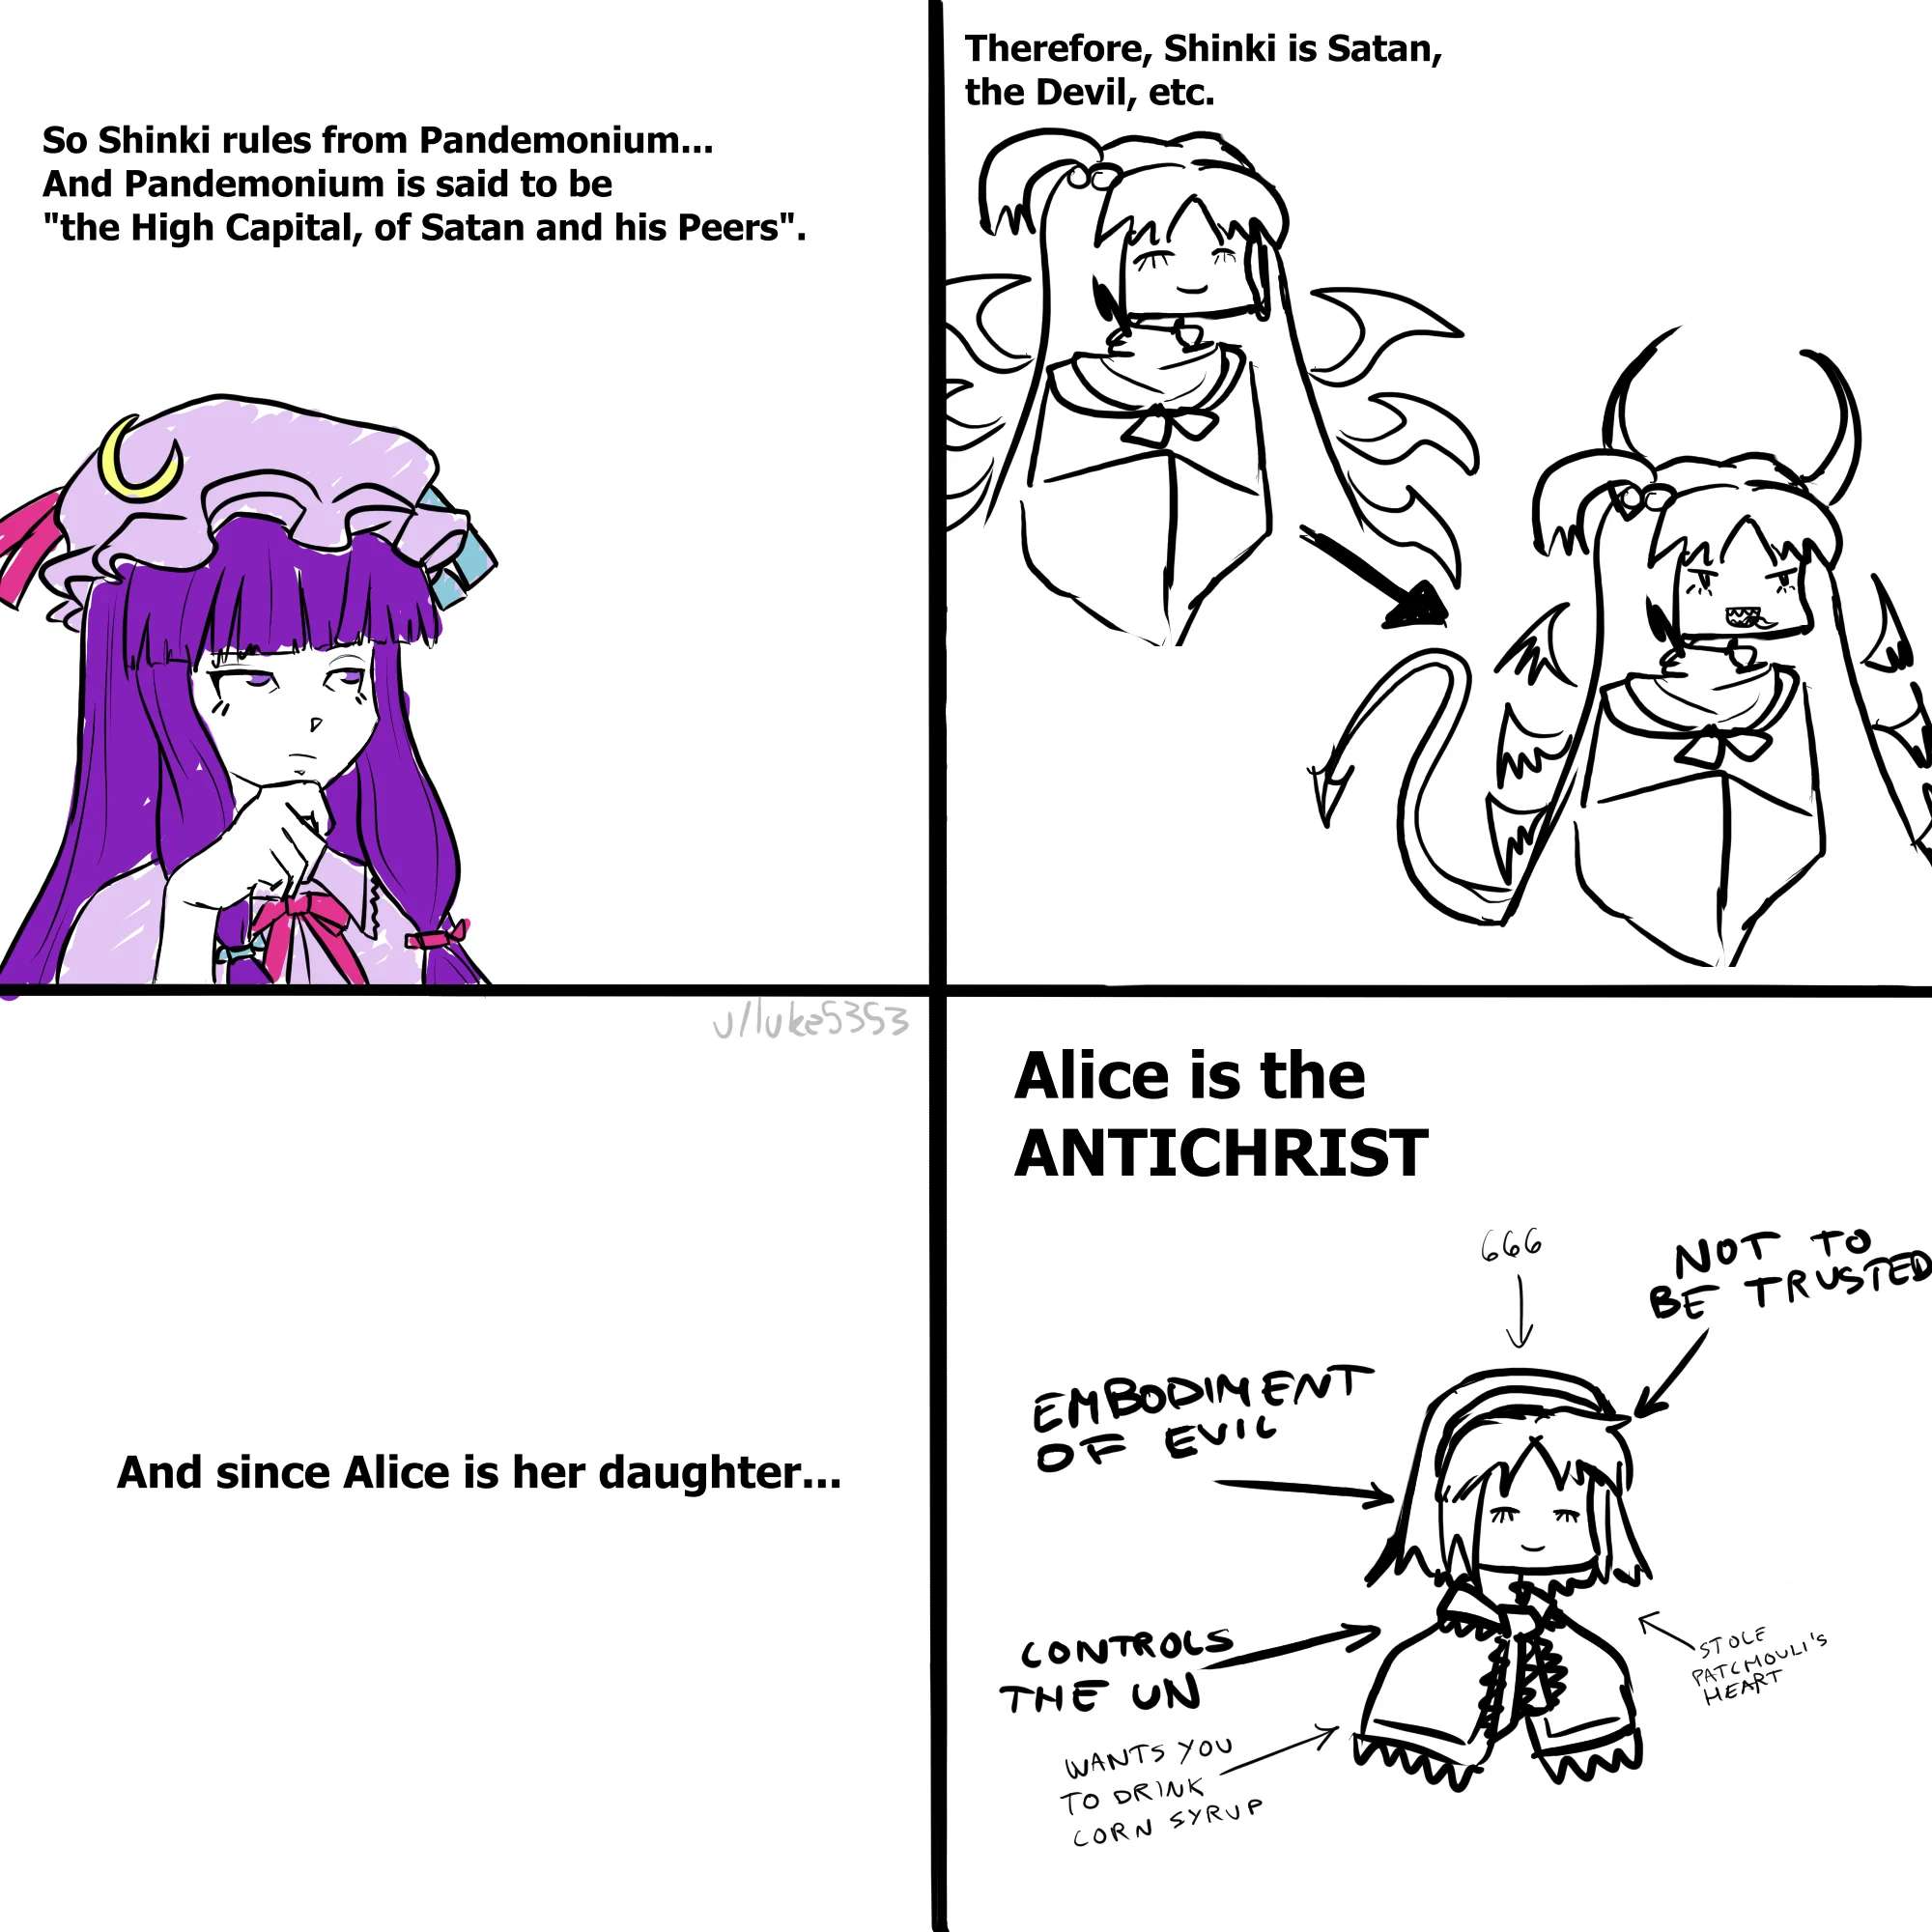 So Shinki rules from Pandemonium...
And Pandemonium is said to be
"the High Capital, of Satan and his Peers".
Therefore, Shinki is Satan,
the Devil, etc.
u/luke5353
And since Alice is her daughter...
Alice is the
ANTICHRIST
666
NOT TO
BE TRUSTED
EMBODIMENT
OF EVIL
CONTROLS
THE UN
STOLE
PATCHOULI's
HEART
WANTS YOU
TO DRINK
CORN SYRUP